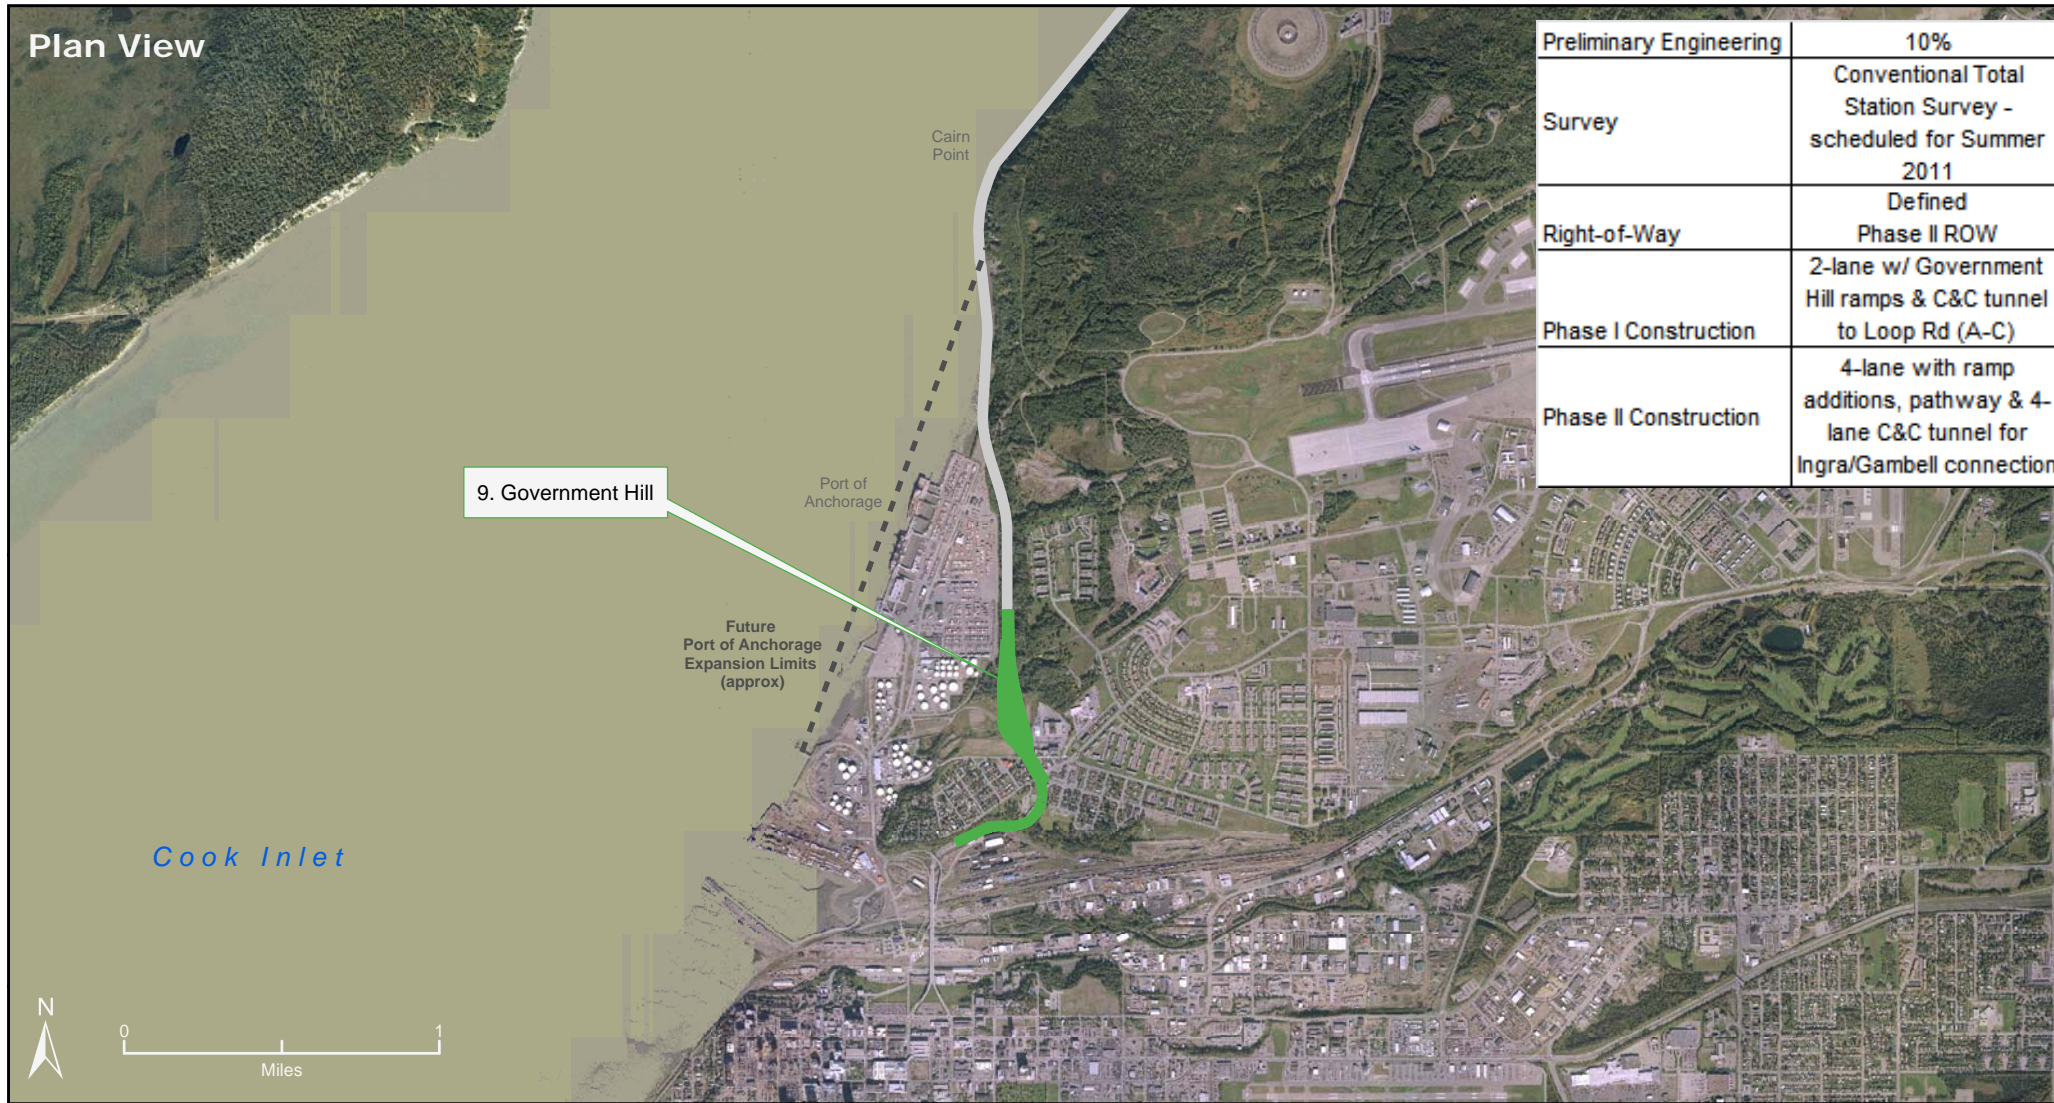 Plan View
Preliminary Engineering 10%
Survey
Conventional Total
Station Survey -
scheduled for Summer
2011
Right-of-Way
Defined
Phase II ROW
Phase I Construction
2-lane w/ Government
Hill ramps & C&C tunnel
to Loop Rd (A-C)
Phase II Construction
4-lane with ramp
additions, pathway & 4-
lane C&C tunnel for
Ingra/Gambell connection
Cairn
Point
Port of
Anchorage
9. Government Hill
Future
Port of Anchorage
Expansion Limits
(approx)
Cook Inlet
N
0 1
Miles